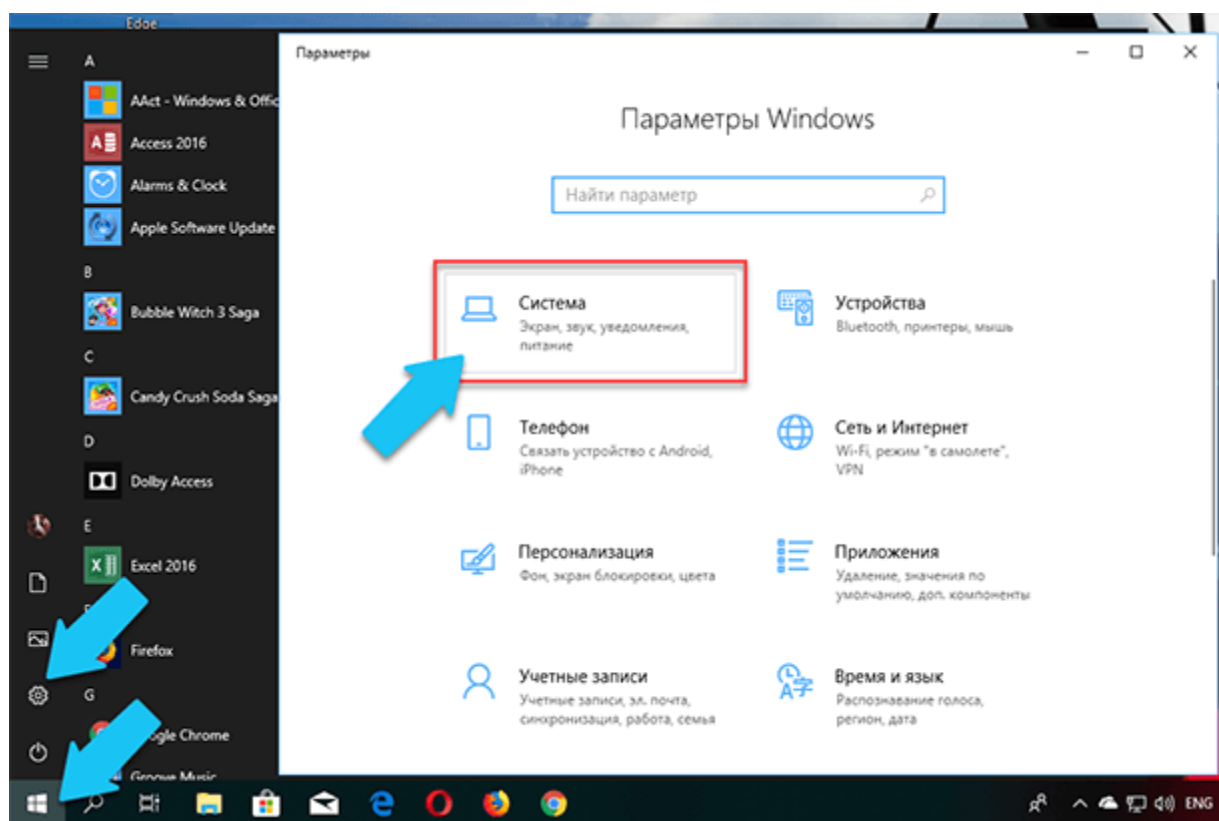 Edge
A
AAct - Windows & Offic
Access 2016
Alarms & Clock
Apple Software Update
B
Bubble Witch 3 Saga
C
Candy Crush Soda Saga
D
Dolby Access
E
Excel 2016
Firefox
G
ogle Chrome
Groove Music
Параметры
Параметры Windows
Найти параметр
Система
Экран, звук, уведомления,
питание
Устройства
Bluetooth, принтеры, мышь
Телефон
Связать устройство с Android,
iPhone
Сеть и Интернет
Wi-Fi, режим "в самолете",
VPN
Персонализация
Фон, экран блокировки, цвета
Приложения
Удаление, значения по
умолчанию, доп. компоненты
Учетные записи
Учетные записи, эл. почта,
синхронизация, работа, семья
Время и язык
Распознавание голоса,
регион, дата
ENG